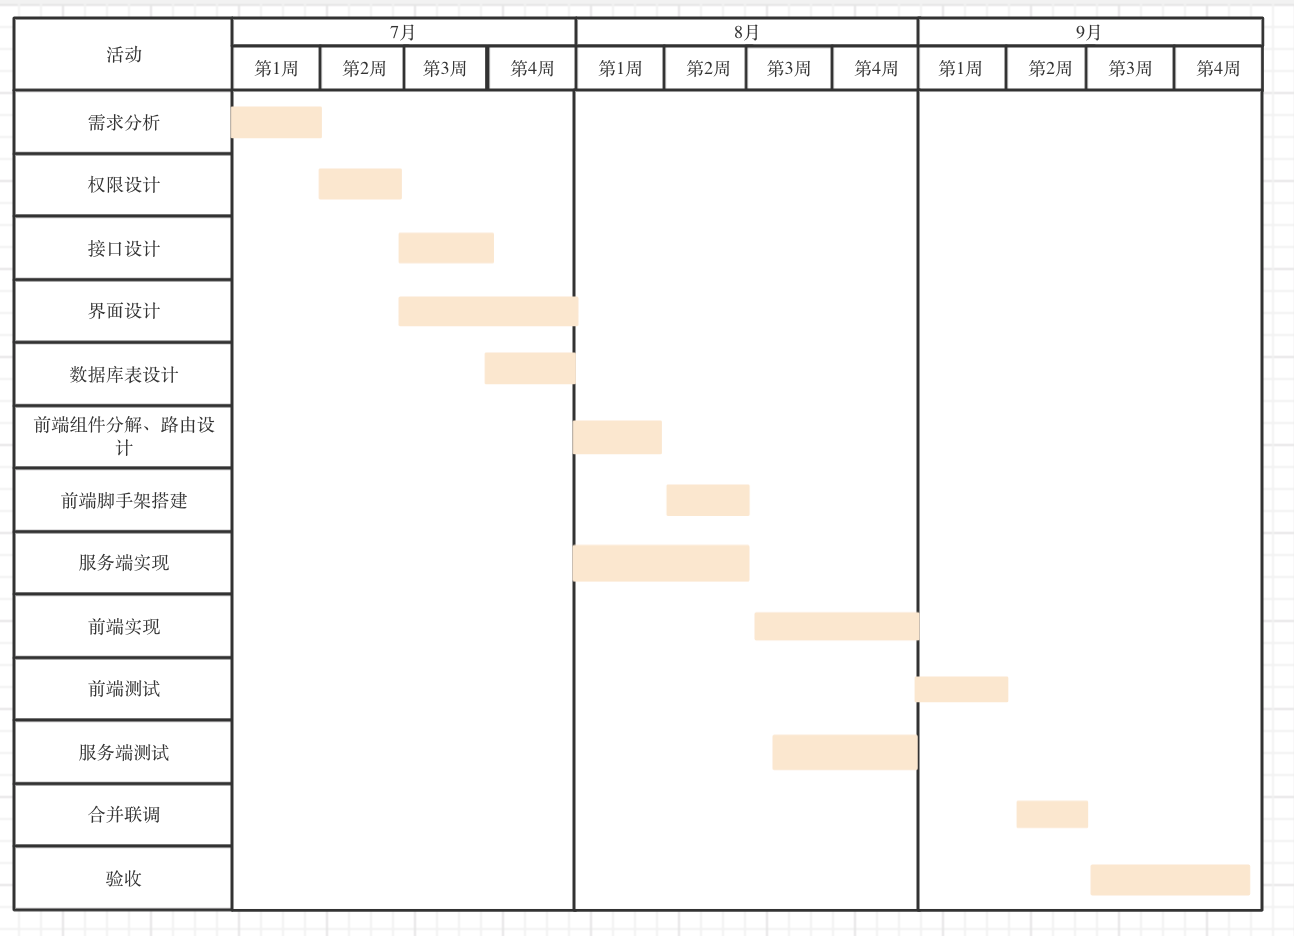 活动
7月
8月
9月
第1周
第2周
第3周
第4周
第1周
第2周
第3周
第4周
第1周
第2周
第3周
第4周
需求分析
权限设计
接口设计
界面设计
数据库表设计
前端组件分解、路由设
计
前端脚手架搭建
服务端实现
前端实现
前端测试
服务端测试
合并联调
验收